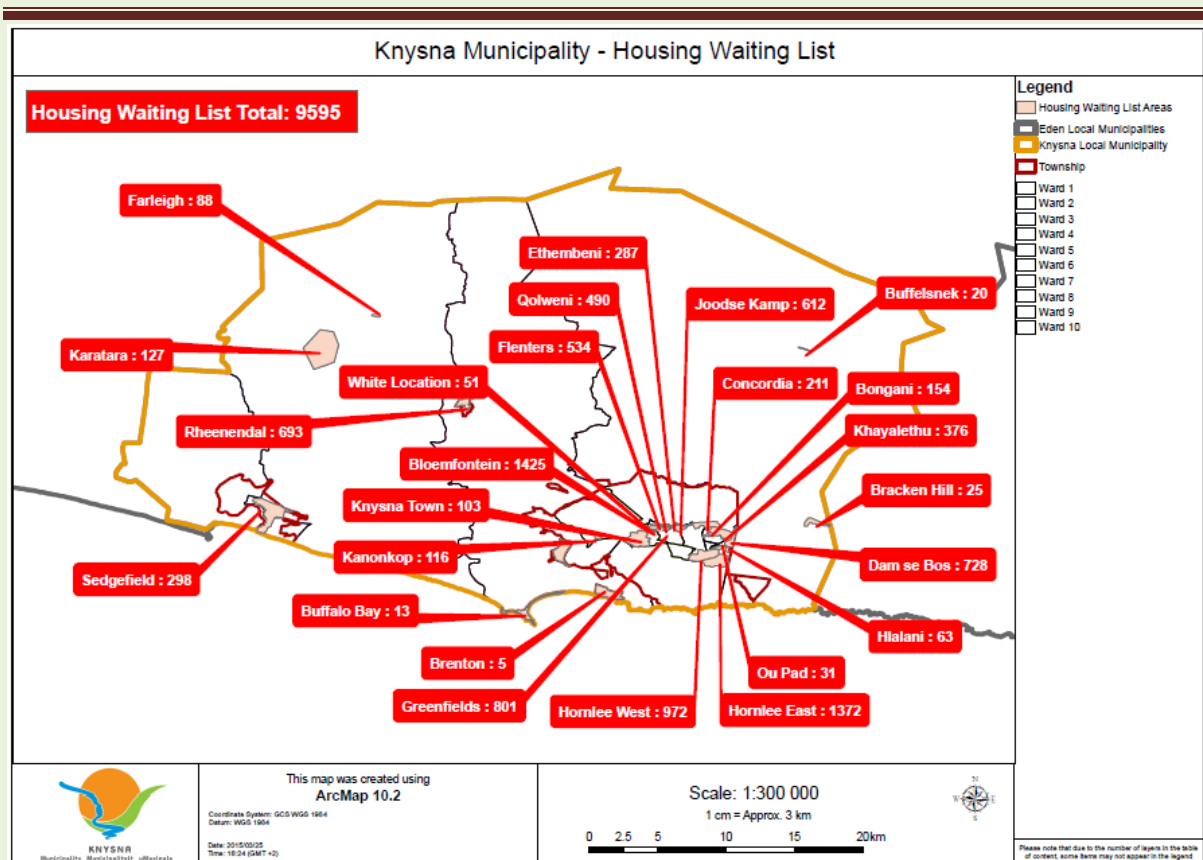 Knysna Municipality - Housing Waiting List
Housing Waiting List Total: 9595
Farleigh : 88
Ethembeni : 287
Qolweni : 490
Joodse Kamp : 612
Buffelsnek : 20
Karatara : 127
Flenters : 534
White Location : 51
Concordia : 211
Bongani : 154
Rheenendal : 693
Khayalethu : 376
Bloemfontein : 1425
Bracken Hill : 25
Knysna Town : 103
Kanonkop : 116
Dam se Bos : 728
Sedgefield : 298
Buffalo Bay : 13
Hlalani : 63
Brenton : 5
Ou Pad : 31
Greenfields : 801
Hornlee West : 972
Hornlee East : 1372
Legend
Housing Waiting List Areas
Eden Local Municipalities
Knysna Local Municipality
Township
Ward 1
Ward 2
Ward 3
Ward 4
Ward 5
Ward 6
Ward 7
Ward 8
Ward 9
Ward 10
KNYSNA
Municipality Munisipaliteit uMasipala
This map was created using
ArcMap 10.2
Coordinate System: GCS WGS 1984
Datum: WGS 1984
Date: 2015/03/25
Time: 16:24 (GMT +2)
Scale: 1:300 000
1 cm = Approx. 3 km
0 2.5 5 10 15 20km
N
W E
S
Please note that due to the number of layers in the table
of content, some items may not appear in the legend